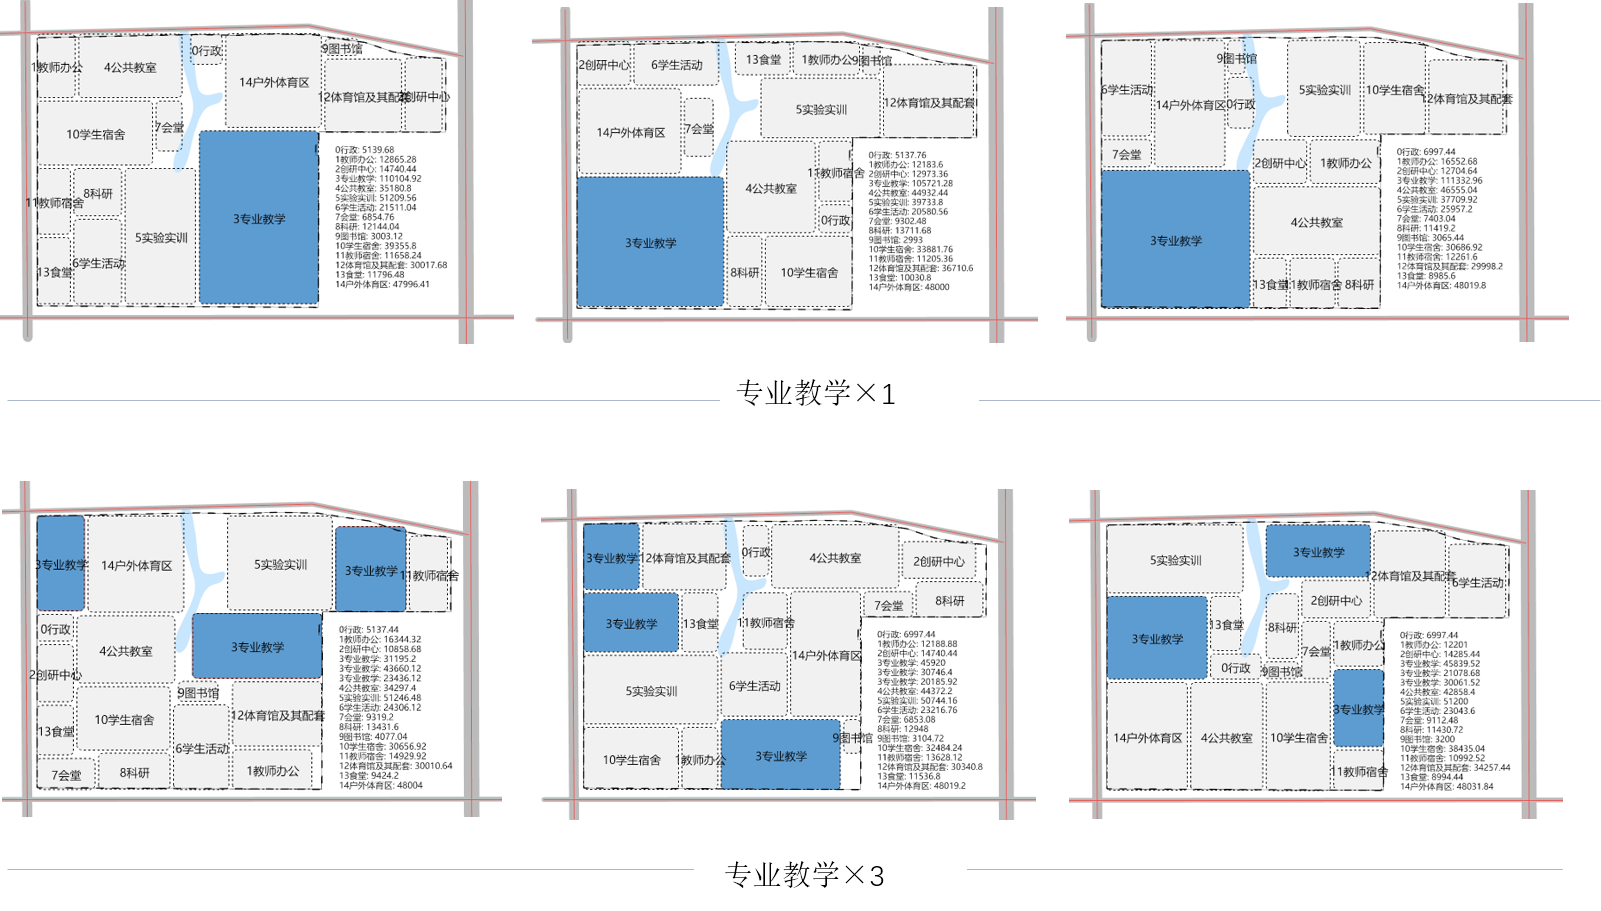 1教师办公
4公共教室
0行政
14户外体育区
9图书馆
12体育馆及其配套
2创研中心
10学生宿舍
7会堂
11教师宿舍
8科研
5实验实训
3专业教学
13食堂
6学生活动
0行政: 5139.68
1教师办公: 12865.28
2创研中心: 14740.44
3专业教学: 110104.92
4公共教室: 35180.8
5实验实训: 51209.56
6学生活动: 21511.04
7会堂: 6854.76
8科研: 12144.04
9图书馆: 3003.12
10学生宿舍: 39355.8
11教师宿舍: 11658.24
12体育馆及其配套: 30017.68
13食堂: 11796.48
14户外体育区: 47996.41
2创研中心
6学生活动
13食堂
1教师办公
9图书馆
12体育馆及其配套
5实验实训
14户外体育区
7会堂
4公共教室
11教师宿舍
0行政
3专业教学
8科研
10学生宿舍
0行政: 5137.76
1教师办公: 12183.6
2创研中心: 12973.36
3专业教学: 105721.28
4公共教室: 44932.44
5实验实训: 39733.8
6学生活动: 20580.56
7会堂: 9302.48
8科研: 13711.68
9图书馆: 2993
10学生宿舍: 33881.76
11教师宿舍: 11205.36
12体育馆及其配套: 36710.6
13食堂: 10030.8
14户外体育区: 48000
6学生活动
14户外体育区
9图书馆
0行政
5实验实训
10学生宿舍
12体育馆及其配套
7会堂
2创研中心
1教师办公
3专业教学
4公共教室
13食堂
11教师宿舍
8科研
0行政: 6997.44
1教师办公: 16552.68
2创研中心: 12704.64
3专业教学: 111332.96
4公共教室: 46555.04
5实验实训: 37709.92
6学生活动: 25957.2
7会堂: 7403.04
8科研: 11419.2
9图书馆: 3065.44
10学生宿舍: 30686.92
11教师宿舍: 12261.6
12体育馆及其配套: 29998.2
13食堂: 8985.6
14户外体育区: 48019.8
专业教学×1
3专业教学
14户外体育区
5实验实训
3专业教学
11教师宿舍
0行政
4公共教室
3专业教学
2创研中心
9图书馆
10学生宿舍
12体育馆及其配套
13食堂
6学生活动
7会堂
8科研
1教师办公
0行政: 5137.44
1教师办公: 16344.32
2创研中心: 10858.68
3专业教学: 31195.2
3专业教学: 43660.12
3专业教学: 23436.12
4公共教室: 34297.4
5实验实训: 51246.48
6学生活动: 24306.12
7会堂: 9319.2
8科研: 13431.6
9图书馆: 4077.04
10学生宿舍: 30656.92
11教师宿舍: 14929.92
12体育馆及其配套: 30010.64
13食堂: 9424.2
14户外体育区: 48004
3专业教学
12体育馆及其配套
0行政
4公共教室
2创研中心
8科研
7会堂
3专业教学
13食堂
11教师宿舍
14户外体育区
5实验实训
6学生活动
10学生宿舍
1教师办公
3专业教学
9图书馆
0行政: 6997.44
1教师办公: 12188.88
2创研中心: 14740.44
3专业教学: 45920
3专业教学: 30746.4
3专业教学: 20185.92
4公共教室: 44372.2
5实验实训: 50744.16
6学生活动: 23216.76
7会堂: 6853.08
8科研: 12948
9图书馆: 3104.72
10学生宿舍: 32484.24
11教师宿舍: 13628.12
12体育馆及其配套: 30340.8
13食堂: 11536.8
14户外体育区: 48019.2
5实验实训
3专业教学
12体育馆及其配套
6学生活动
3专业教学
13食堂
8科研
2创研中心
7会堂
1教师办公
0行政
9图书馆
14户外体育区
4公共教室
10学生宿舍
3专业教学
11教师宿舍
0行政: 6997.44
1教师办公: 12201
2创研中心: 14285.44
3专业教学: 45839.52
3专业教学: 21078.68
3专业教学: 30061.52
4公共教室: 42858.4
5实验实训: 51200
6学生活动: 23043.6
7会堂: 9112.48
8科研: 11430.72
9图书馆: 3200
10学生宿舍: 38435.04
11教师宿舍: 10992.52
12体育馆及其配套: 34257.44
13食堂: 8994.44
14户外体育区: 48031.84
专业教学×3